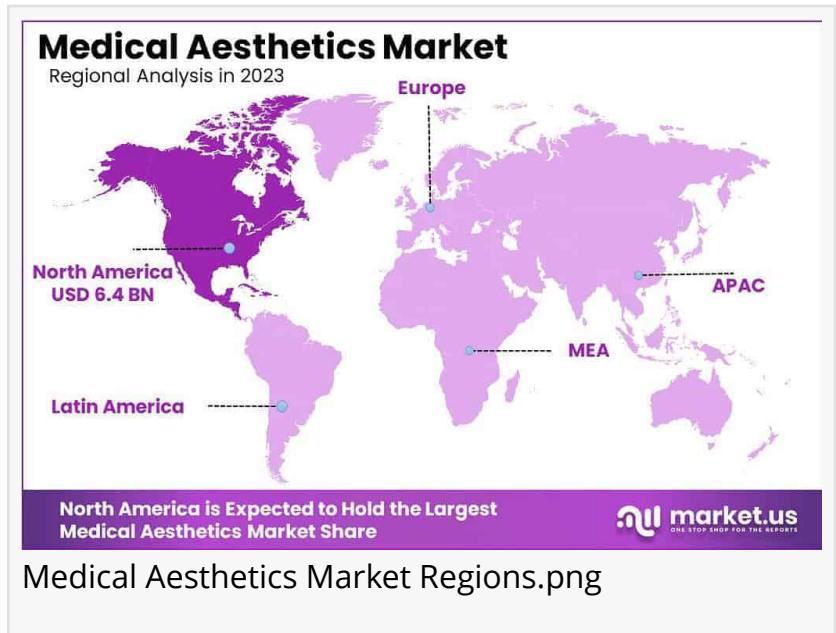 Medical Aesthetics Market
Regional Analysis in 2023
Europe
North America
USD 6.4 BN
APAC
MEA
Latin America
North America is Expected to Hold the Largest
Medical Aesthetics Market Share
market.us
ONE STOP SHOP FOR THE REPORTS
Medical Aesthetics Market Regions.png